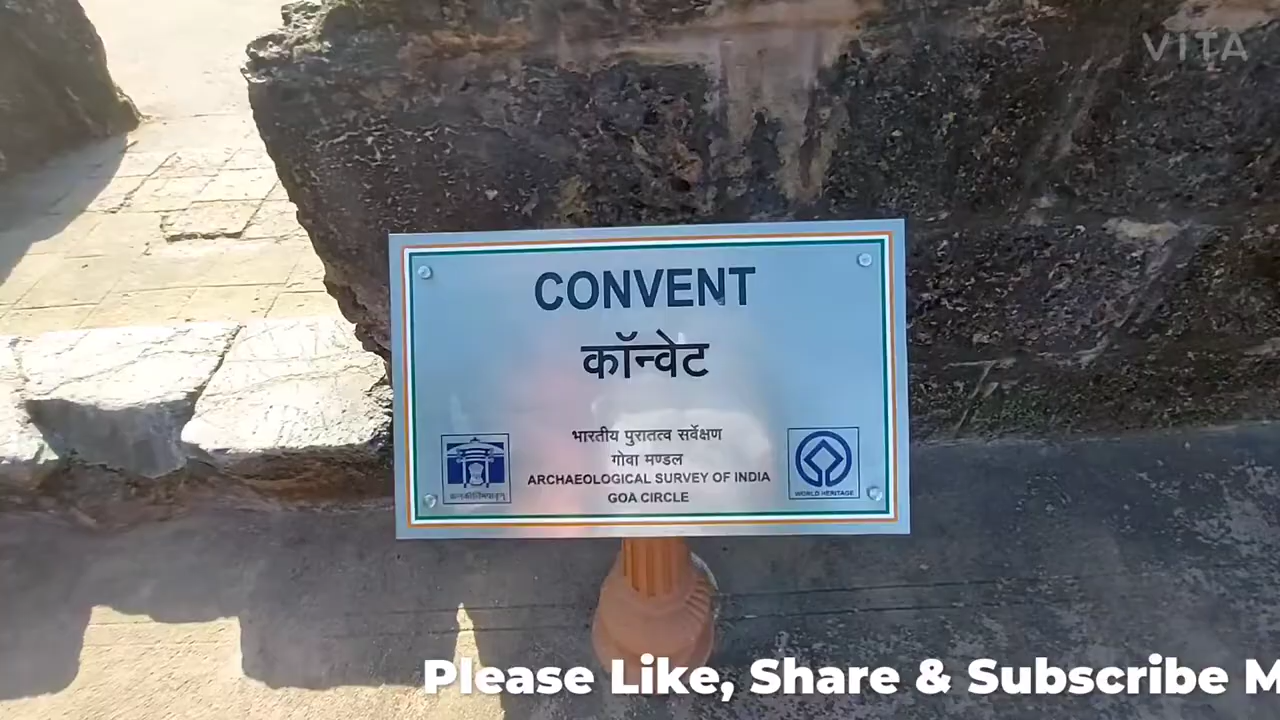 VITA
CONVENT
कॉन्वेट
भारतीय पुरातत्व सर्वेक्षण
गोवा मण्डल
ARCHAEOLOGICAL SURVEY OF INDIA
GOA CIRCLE
WORLD HERITAGE
Please Like, Share & Subscribe M